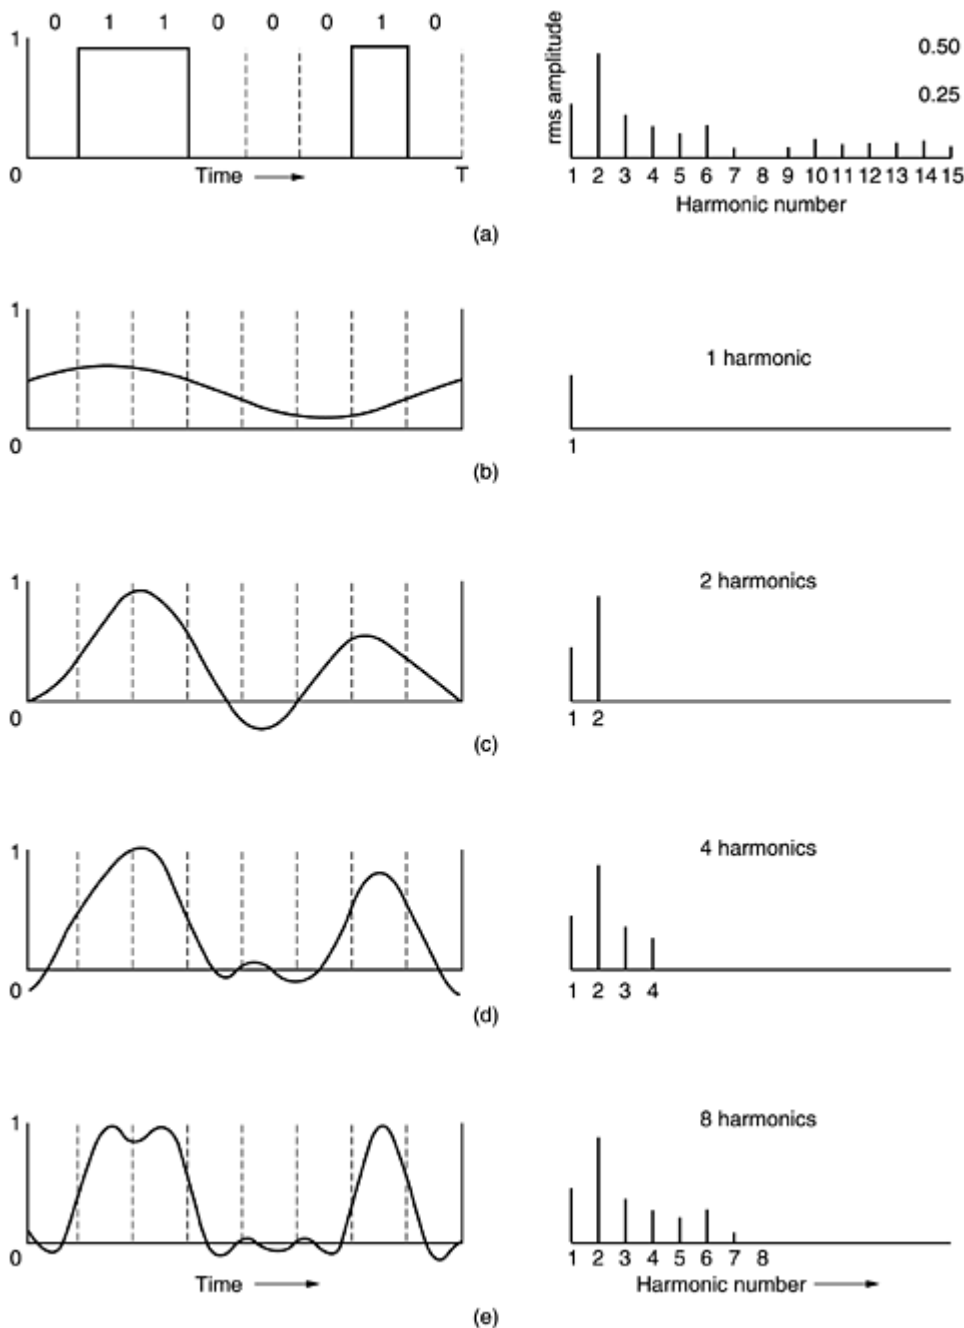 0 1 1 0 0 0 1 0
1
0
Time
T
rms amplitude
0.50
0.25
1 2 3 4 5 6 7 8 9 10 11 12 13 14 15
Harmonic number
(a)
1
0
1 harmonic
1
(b)
1
0
2 harmonics
1 2
(c)
1
0
4 harmonics
1 2 3 4
(d)
1
0
Time
8 harmonics
1 2 3 4 5 6 7 8
Harmonic number
(e)